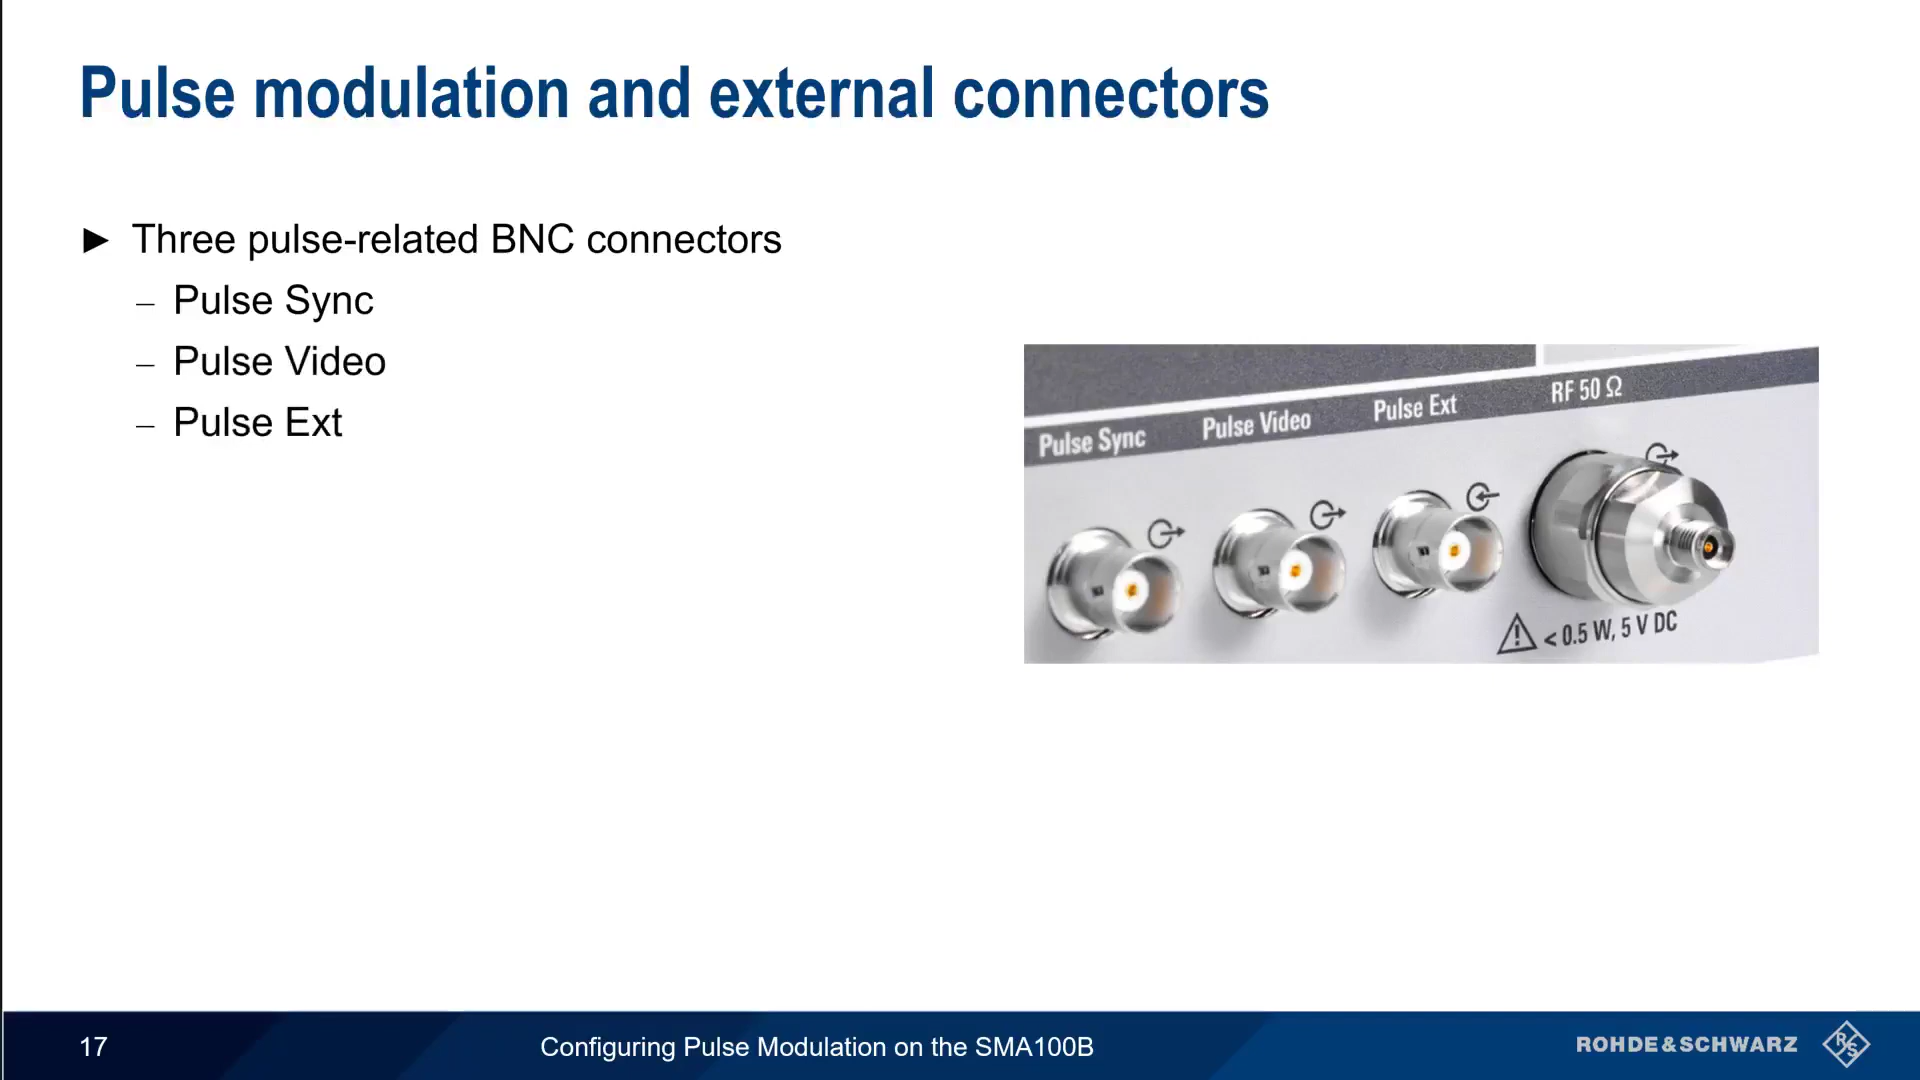 Pulse modulation and external connectors
► Three pulse-related BNC connectors
– Pulse Sync
– Pulse Video
– Pulse Ext
Pulse Sync
Pulse Video
Pulse Ext
RF 50 Ω
< 0.5 W, 5 V DC
17
Configuring Pulse Modulation on the SMA100B
ROHDE&SCHWARZ
R&S